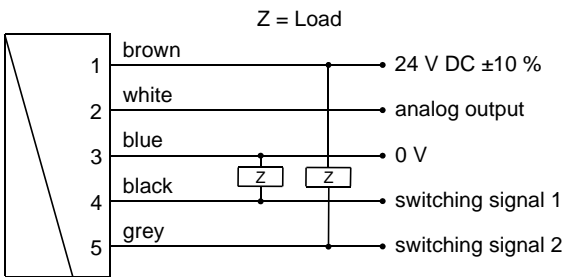 Z = Load
1 brown 24 V DC ±10 %
2 white analog output
3 blue 0 V
Z Z
4 black switching signal 1
5 grey switching signal 2